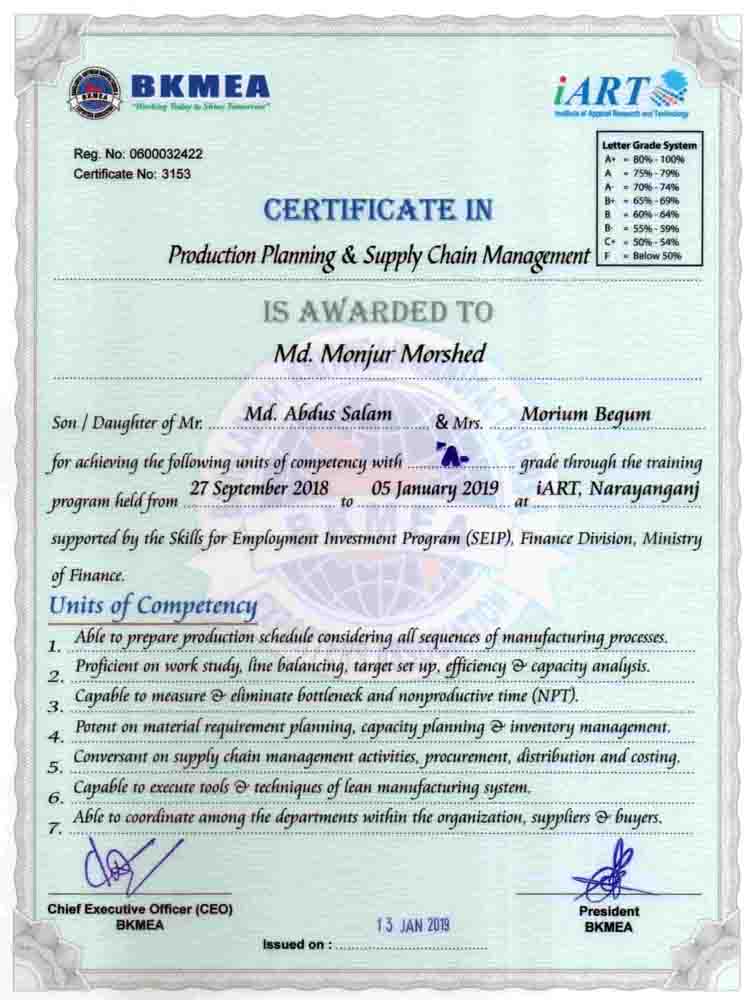 BKMEA
"Working Today to Shine Tomorrow"
iART
Institute of Apparel Research and Technology
Reg. No: 0600032422
Certificate No: 3153
Letter Grade System
A+ = 80% - 100%
A = 75% - 79%
A- = 70% - 74%
B+ = 65% - 69%
B = 60% - 64%
B- = 55% - 59%
C+ = 50% - 54%
F = Below 50%
CERTIFICATE IN
Production Planning & Supply Chain Management
IS AWARDED TO
Md. Monjur Morshed
Son / Daughter of Mr. Md. Abdus Salam & Mrs. Morium Begum
for achieving the following units of competency with "A- grade through the training
program held from 27 September 2018 to 05 January 2019 at iART, Narayanganj
supported by the Skills for Employment Investment Program (SEIP), Finance Division, Ministry
of Finance.
Units of Competency
1. Able to prepare production schedule considering all sequences of manufacturing processes.
2. Proficient on work study, line balancing, target set up, efficiency & capacity analysis.
3. Capable to measure & eliminate bottleneck and nonproductive time (NPT).
4. Potent on material requirement planning, capacity planning & inventory management.
5. Conversant on supply chain management activities, procurement, distribution and costing.
6. Capable to execute tools & techniques of lean manufacturing system.
7. Able to coordinate among the departments within the organization, suppliers & buyers.
Chief Executive Officer (CEO)
BKMEA
President
BKMEA
Issued on : 13 JAN 2019